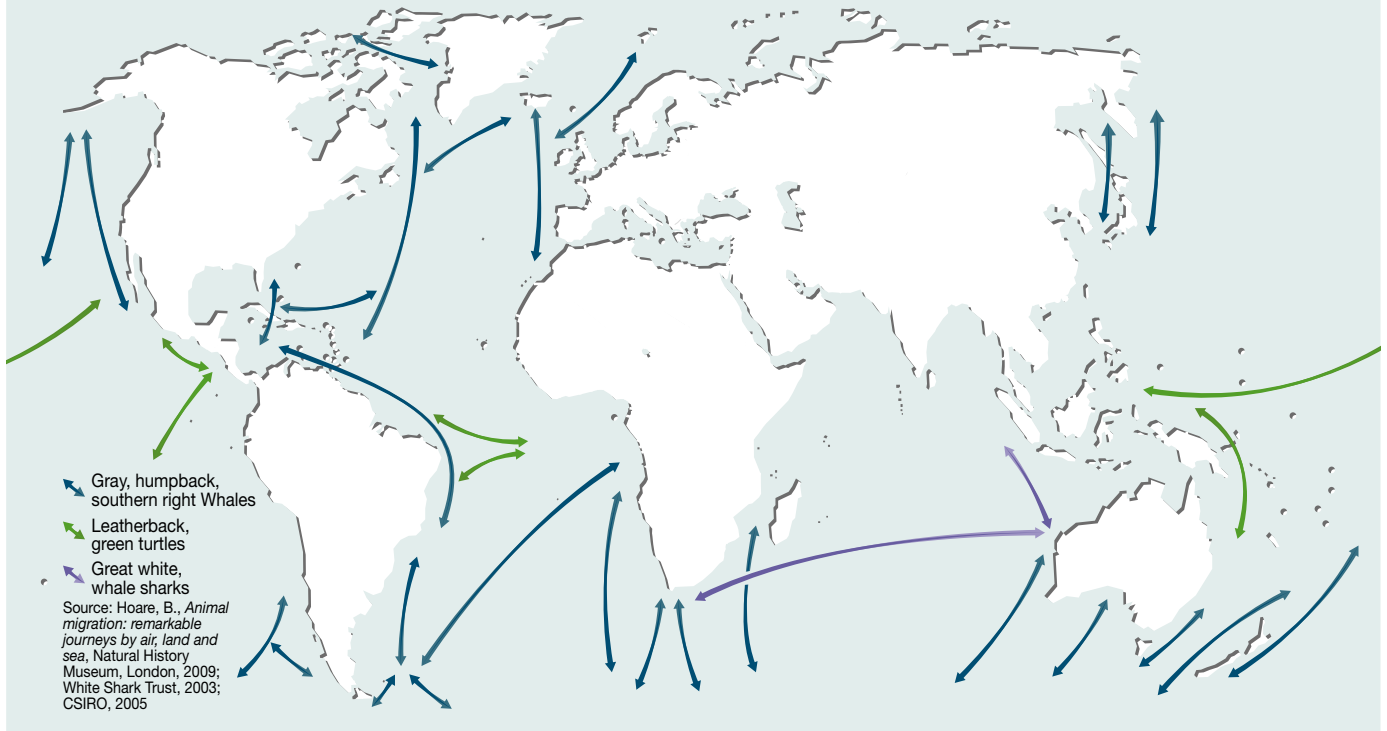 Gray, humpback,
southern right Whales
Leatherback,
green turtles
Great white,
whale sharks
Source: Hoare, B., Animal
migration: remarkable
journeys by air, land and
sea, Natural History
Museum, London, 2009;
White Shark Trust, 2003;
CSIRO, 2005